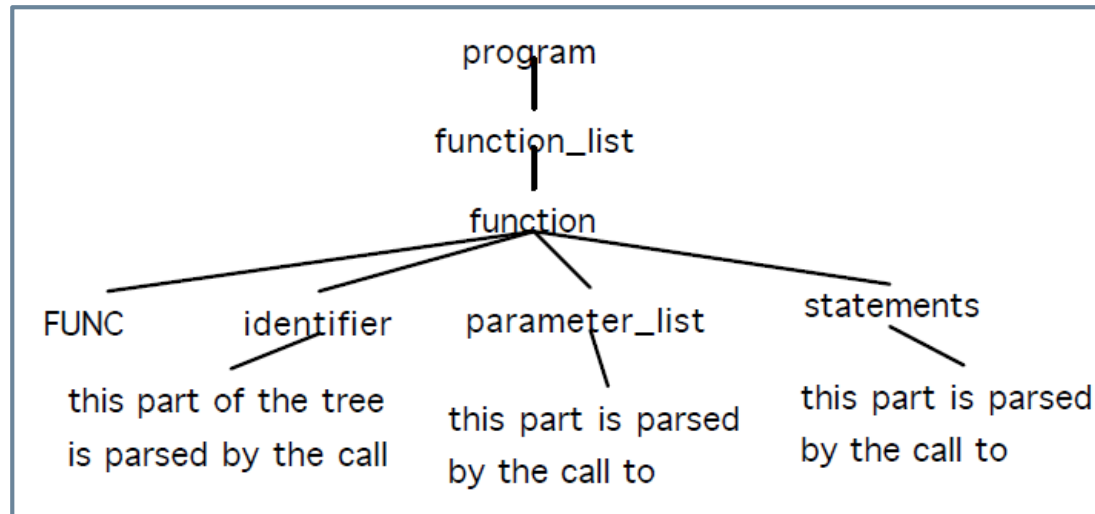 program
function_list
function
FUNC identifier parameter_list statements
this part of the tree
is parsed by the call
this part is parsed
by the call to
this part is parsed
by the call to